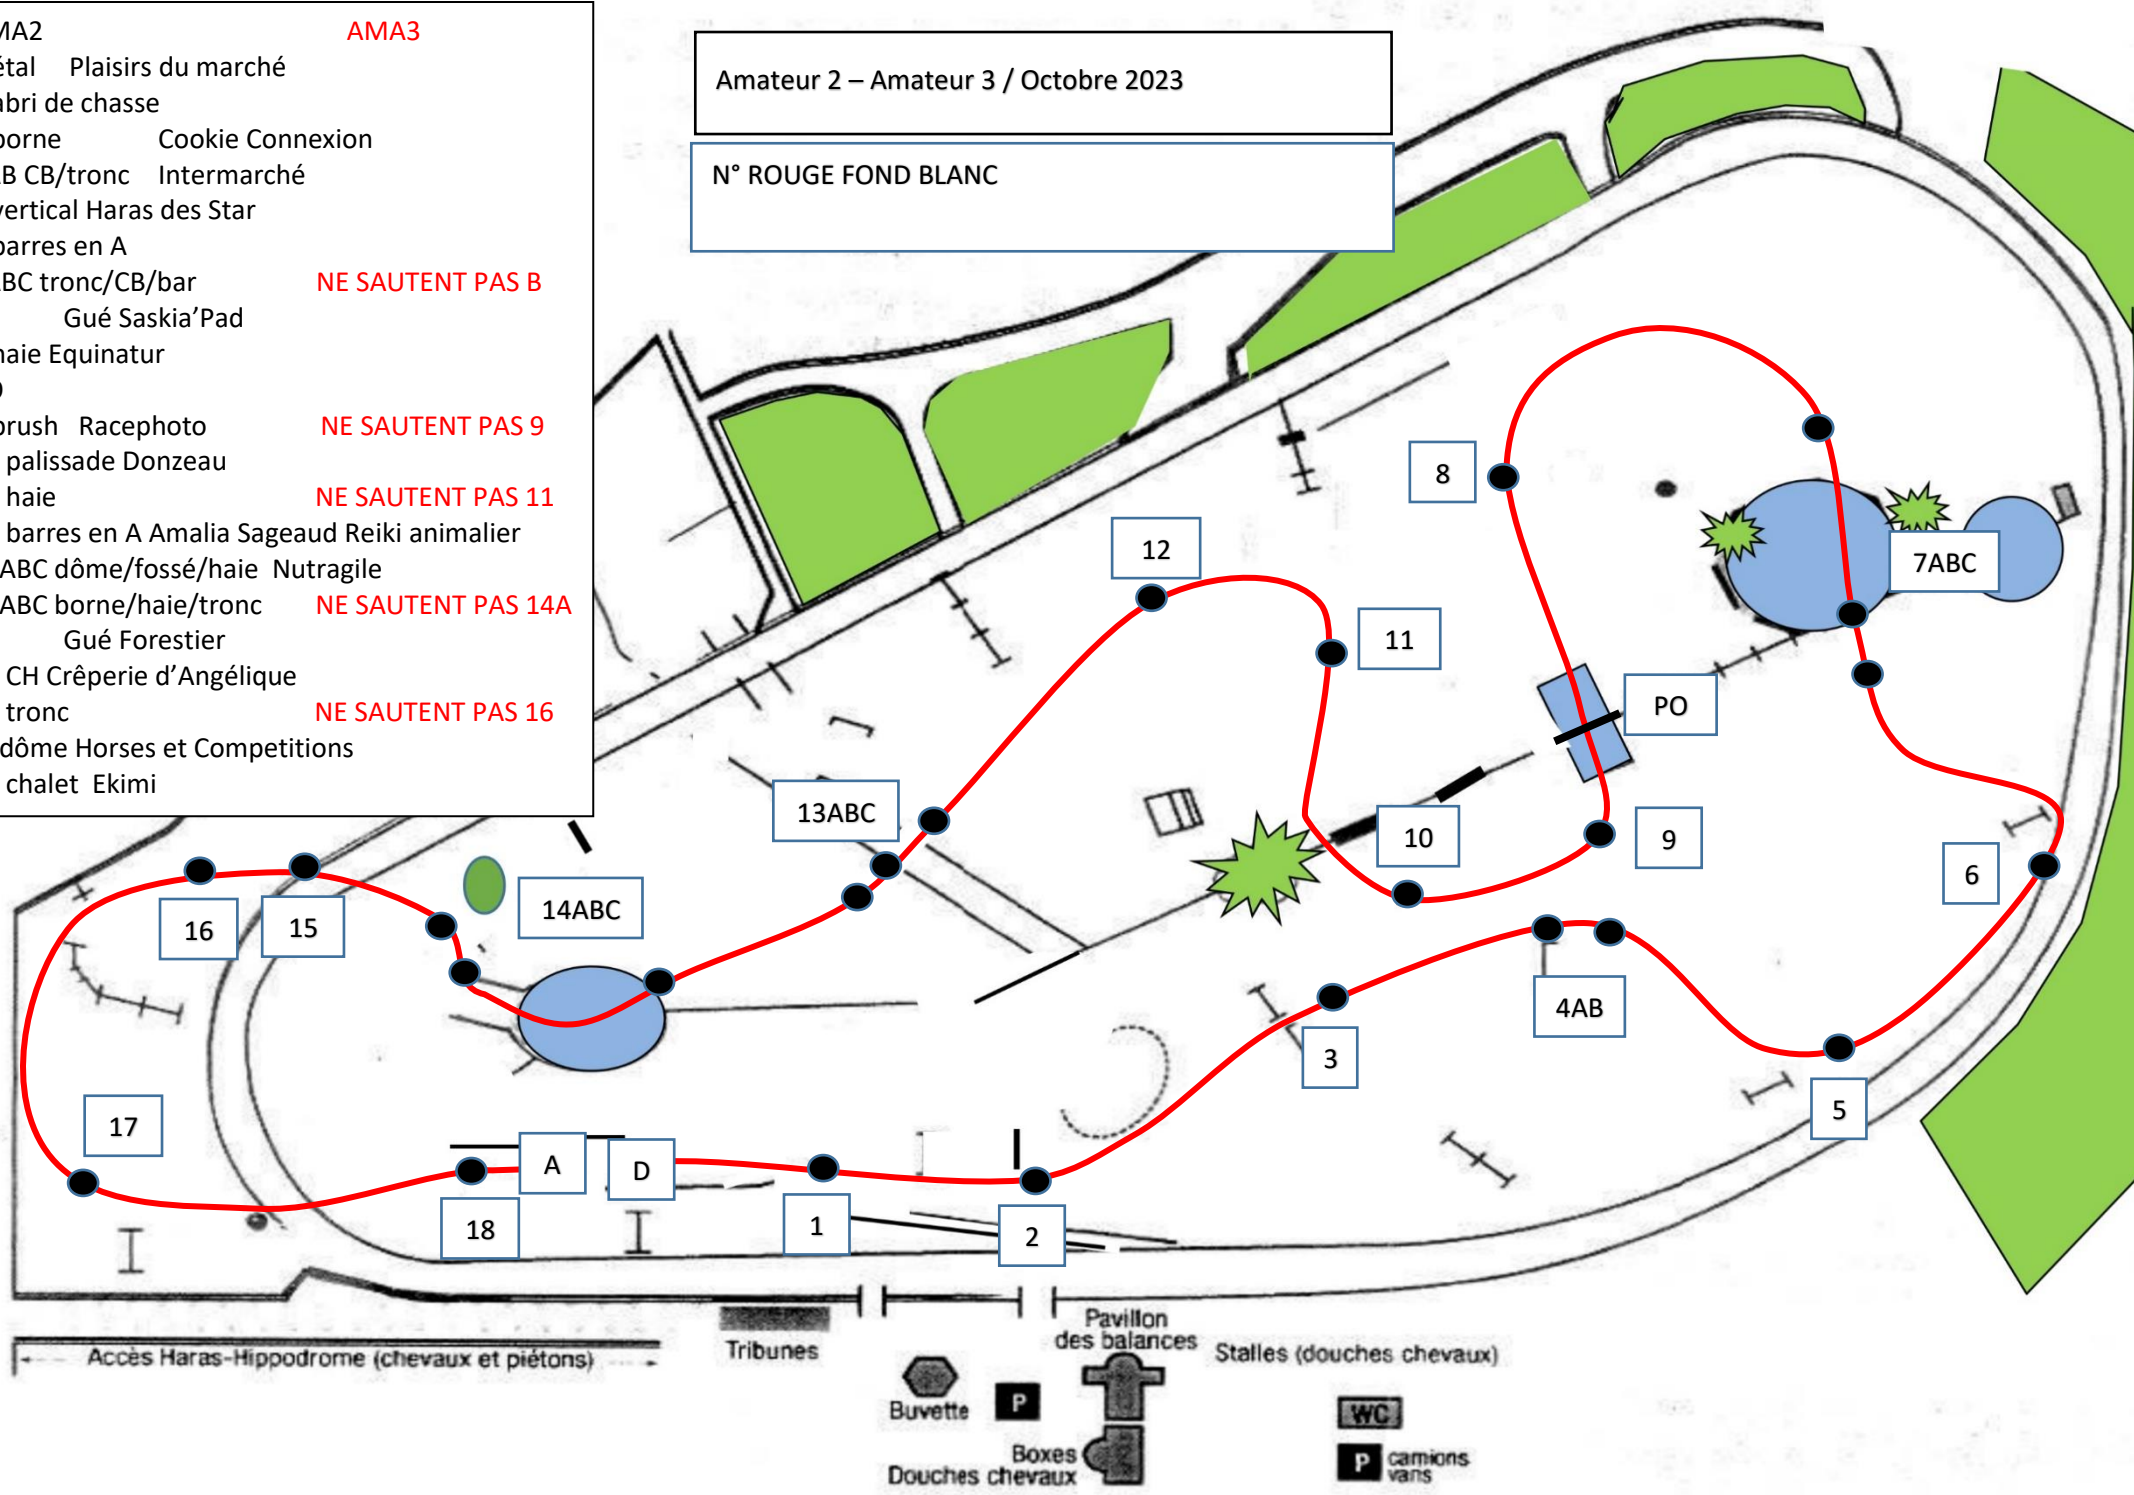 MA2 AMA3
étal Plaisirs du marché
abri de chasse
borne Cookie Connexion
AB CB/tronc Intermarché
vertical Haras des Star
barres en A
ABC tronc/CB/bar NE SAUTENT PAS B
Gué Saskia'Pad
haie Equinatur
O
brush Racephoto NE SAUTENT PAS 9
palissade Donzeau
haie NE SAUTENT PAS 11
barres en A Amalia Sageaud Reiki animalier
ABC dôme/fossé/haie Nutragile
ABC borne/haie/tronc NE SAUTENT PAS 14A
Gué Forestier
CH Crêperie d'Angélique
tronc NE SAUTENT PAS 16
dôme Horses et Competitions
chalet Ekimi
Amateur 2 – Amateur 3 / Octobre 2023
N° ROUGE FOND BLANC
8
12
7ABC
11
PO
13ABC
10
9
6
14ABC
16
15
4AB
3
17
5
A
D
18
1
2
Accès Haras-Hippodrome (chevaux et piétons)
Tribunes
Pavillon
des balances
Stalles (douches chevaux)
Buvette
P
WC
Boxes
Douches chevaux
P camions
vans